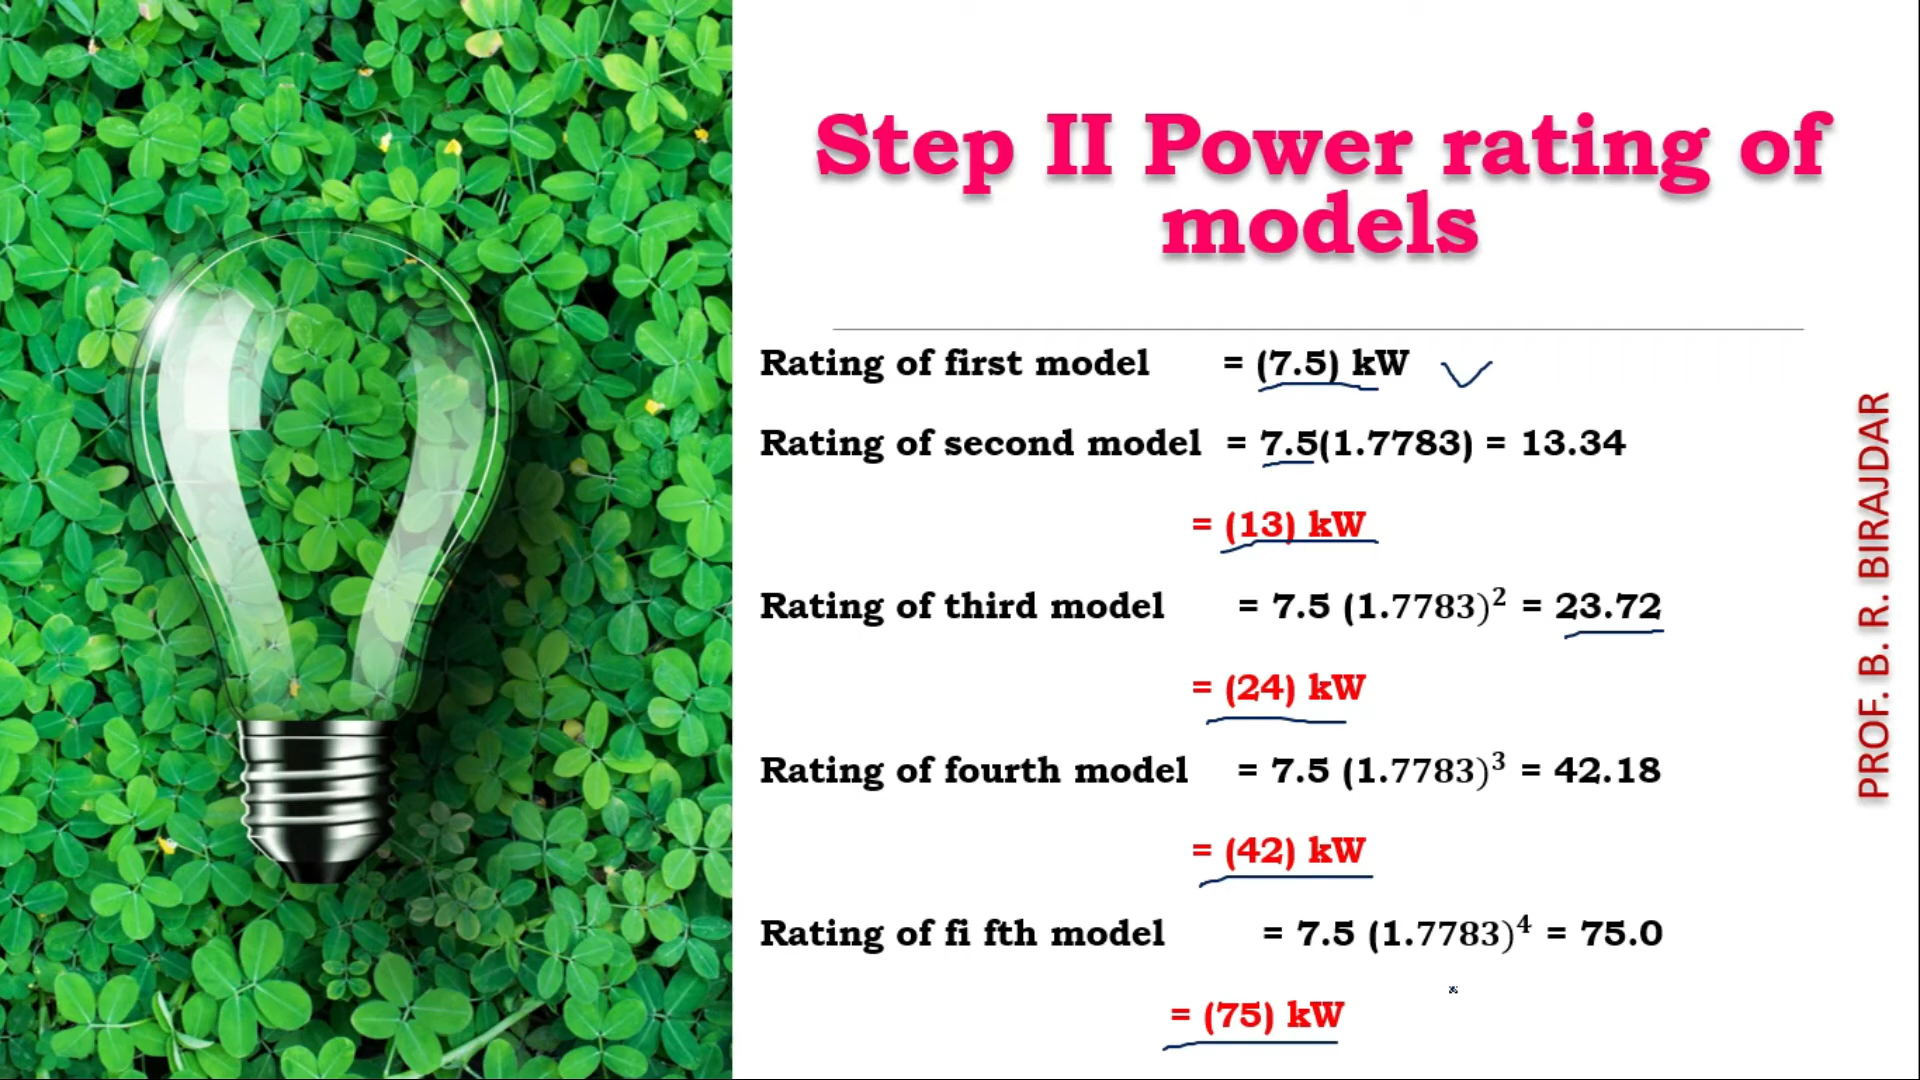 Step II Power rating of
models
Rating of first model = (7.5) kW
Rating of second model = 7.5(1.7783) = 13.34
= (13) kW
Rating of third model = 7.5 (1.7783)² = 23.72
= (24) kW
Rating of fourth model = 7.5 (1.7783)³ = 42.18
= (42) kW
Rating of fi fth model = 7.5 (1.7783)⁴ = 75.0
= (75) kW
PROF. B. R. BIRAJDAR